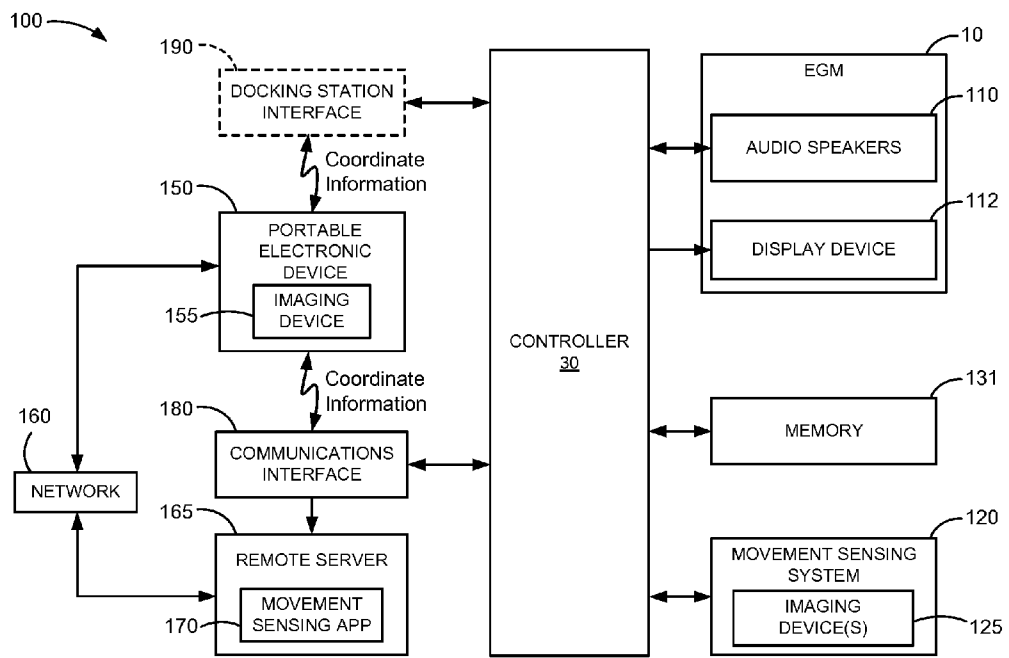 100
190
DOCKING STATION
INTERFACE
Coordinate
Information
150
PORTABLE
ELECTRONIC
DEVICE
155
IMAGING
DEVICE
Coordinate
Information
180
COMMUNICATIONS
INTERFACE
160
NETWORK
165
REMOTE SERVER
170
MOVEMENT
SENSING APP
CONTROLLER
30
10
EGM
110
AUDIO SPEAKERS
112
DISPLAY DEVICE
131
MEMORY
120
MOVEMENT SENSING
SYSTEM
IMAGING
DEVICE(S)
125